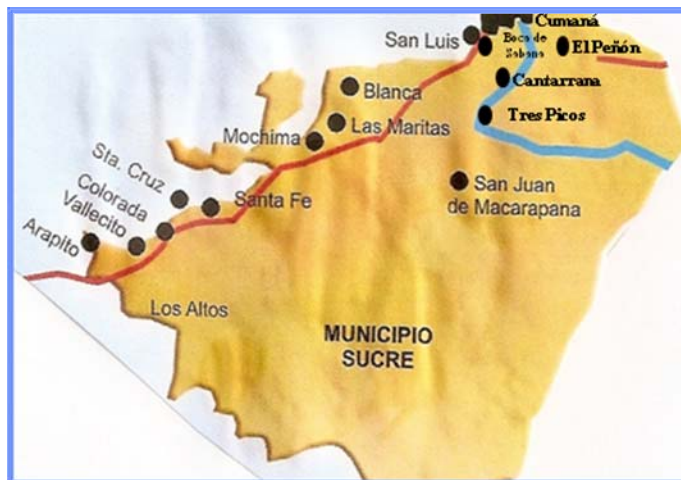 Cumaná
San Luis
Boca de
Sabana
El Peñón
Cantarrana
Blanca
Tres Picos
Las Maritas
Mochima
Sta. Cruz
San Juan
de Macarapana
Santa Fe
Colorada
Vallecito
Arapito
Los Altos
MUNICIPIO
SUCRE